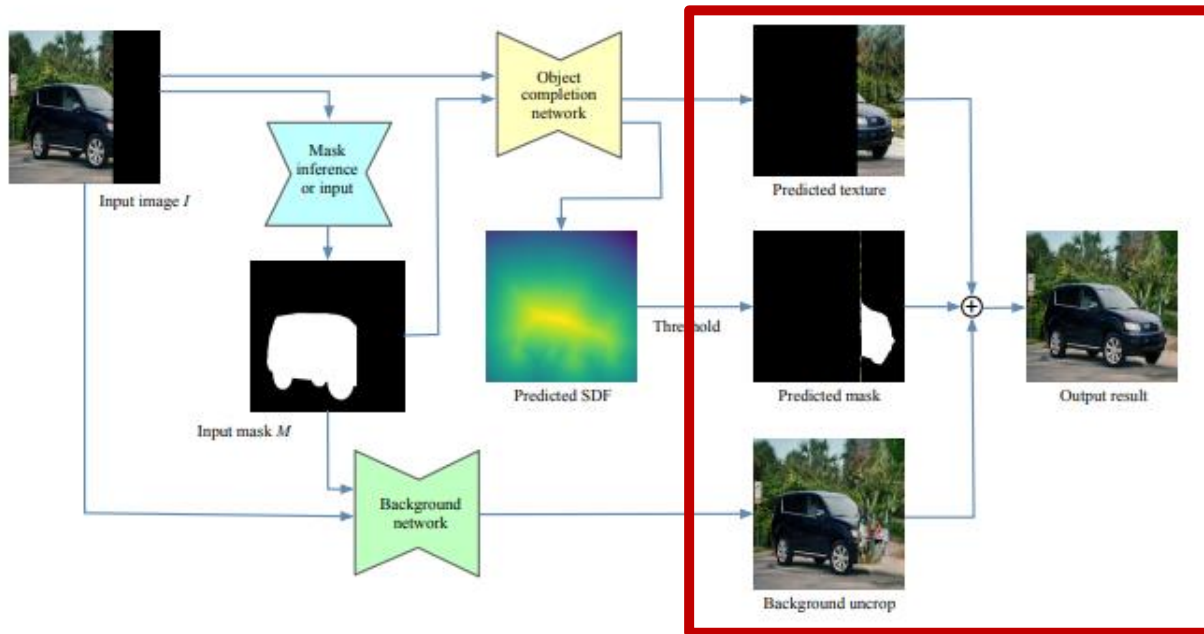 Object
completion
network
Mask
inference
or input
Input image I
Predicted texture
Threshold
Predicted SDF
Predicted mask
Output result
Input mask M
Background
network
Background uncrop